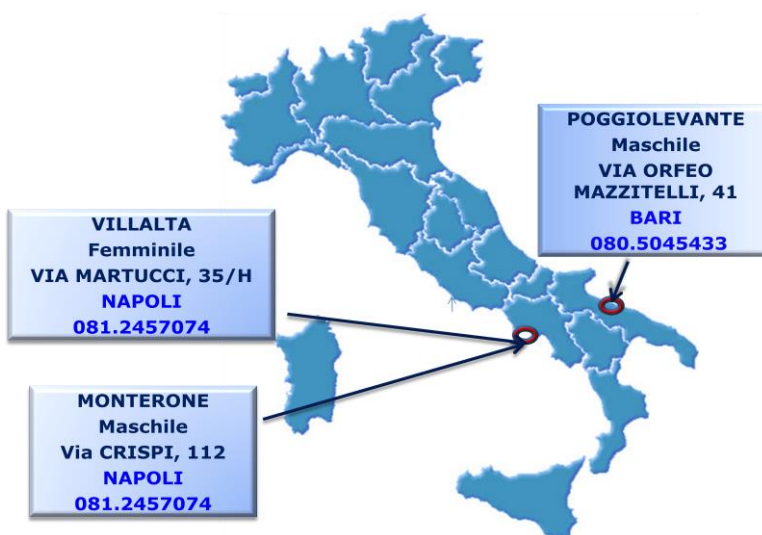 POGGIOLEVANTE
Maschile
VIA ORFEO
MAZZITELLI, 41
BARI
080.5045433
VILLALTA
Femminile
VIA MARTUCCI, 35/H
NAPOLI
081.2457074
MONTERONE
Maschile
Via CRISPI, 112
NAPOLI
081.2457074